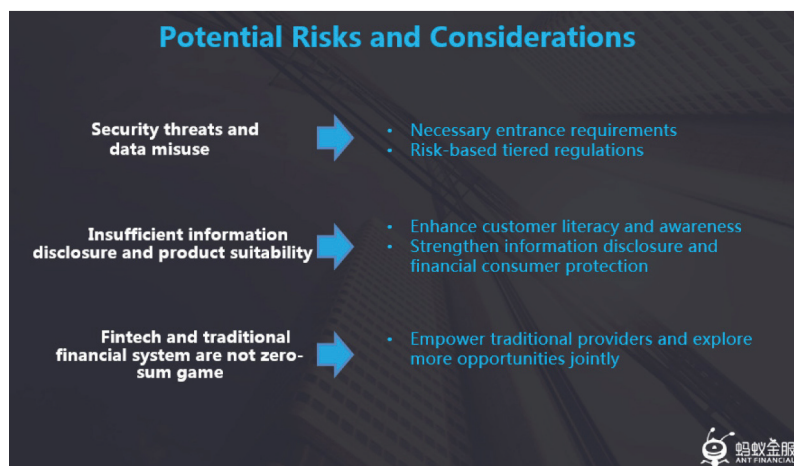 Potential Risks and Considerations
Security threats and
data misuse
• Necessary entrance requirements
• Risk-based tiered regulations
Insufficient information
disclosure and product suitability
• Enhance customer literacy and awareness
• Strengthen information disclosure and
financial consumer protection
Fintech and traditional
financial system are not zero-
sum game
• Empower traditional providers and explore
more opportunities jointly
蚂蚁金服
ANT FINANCIAL